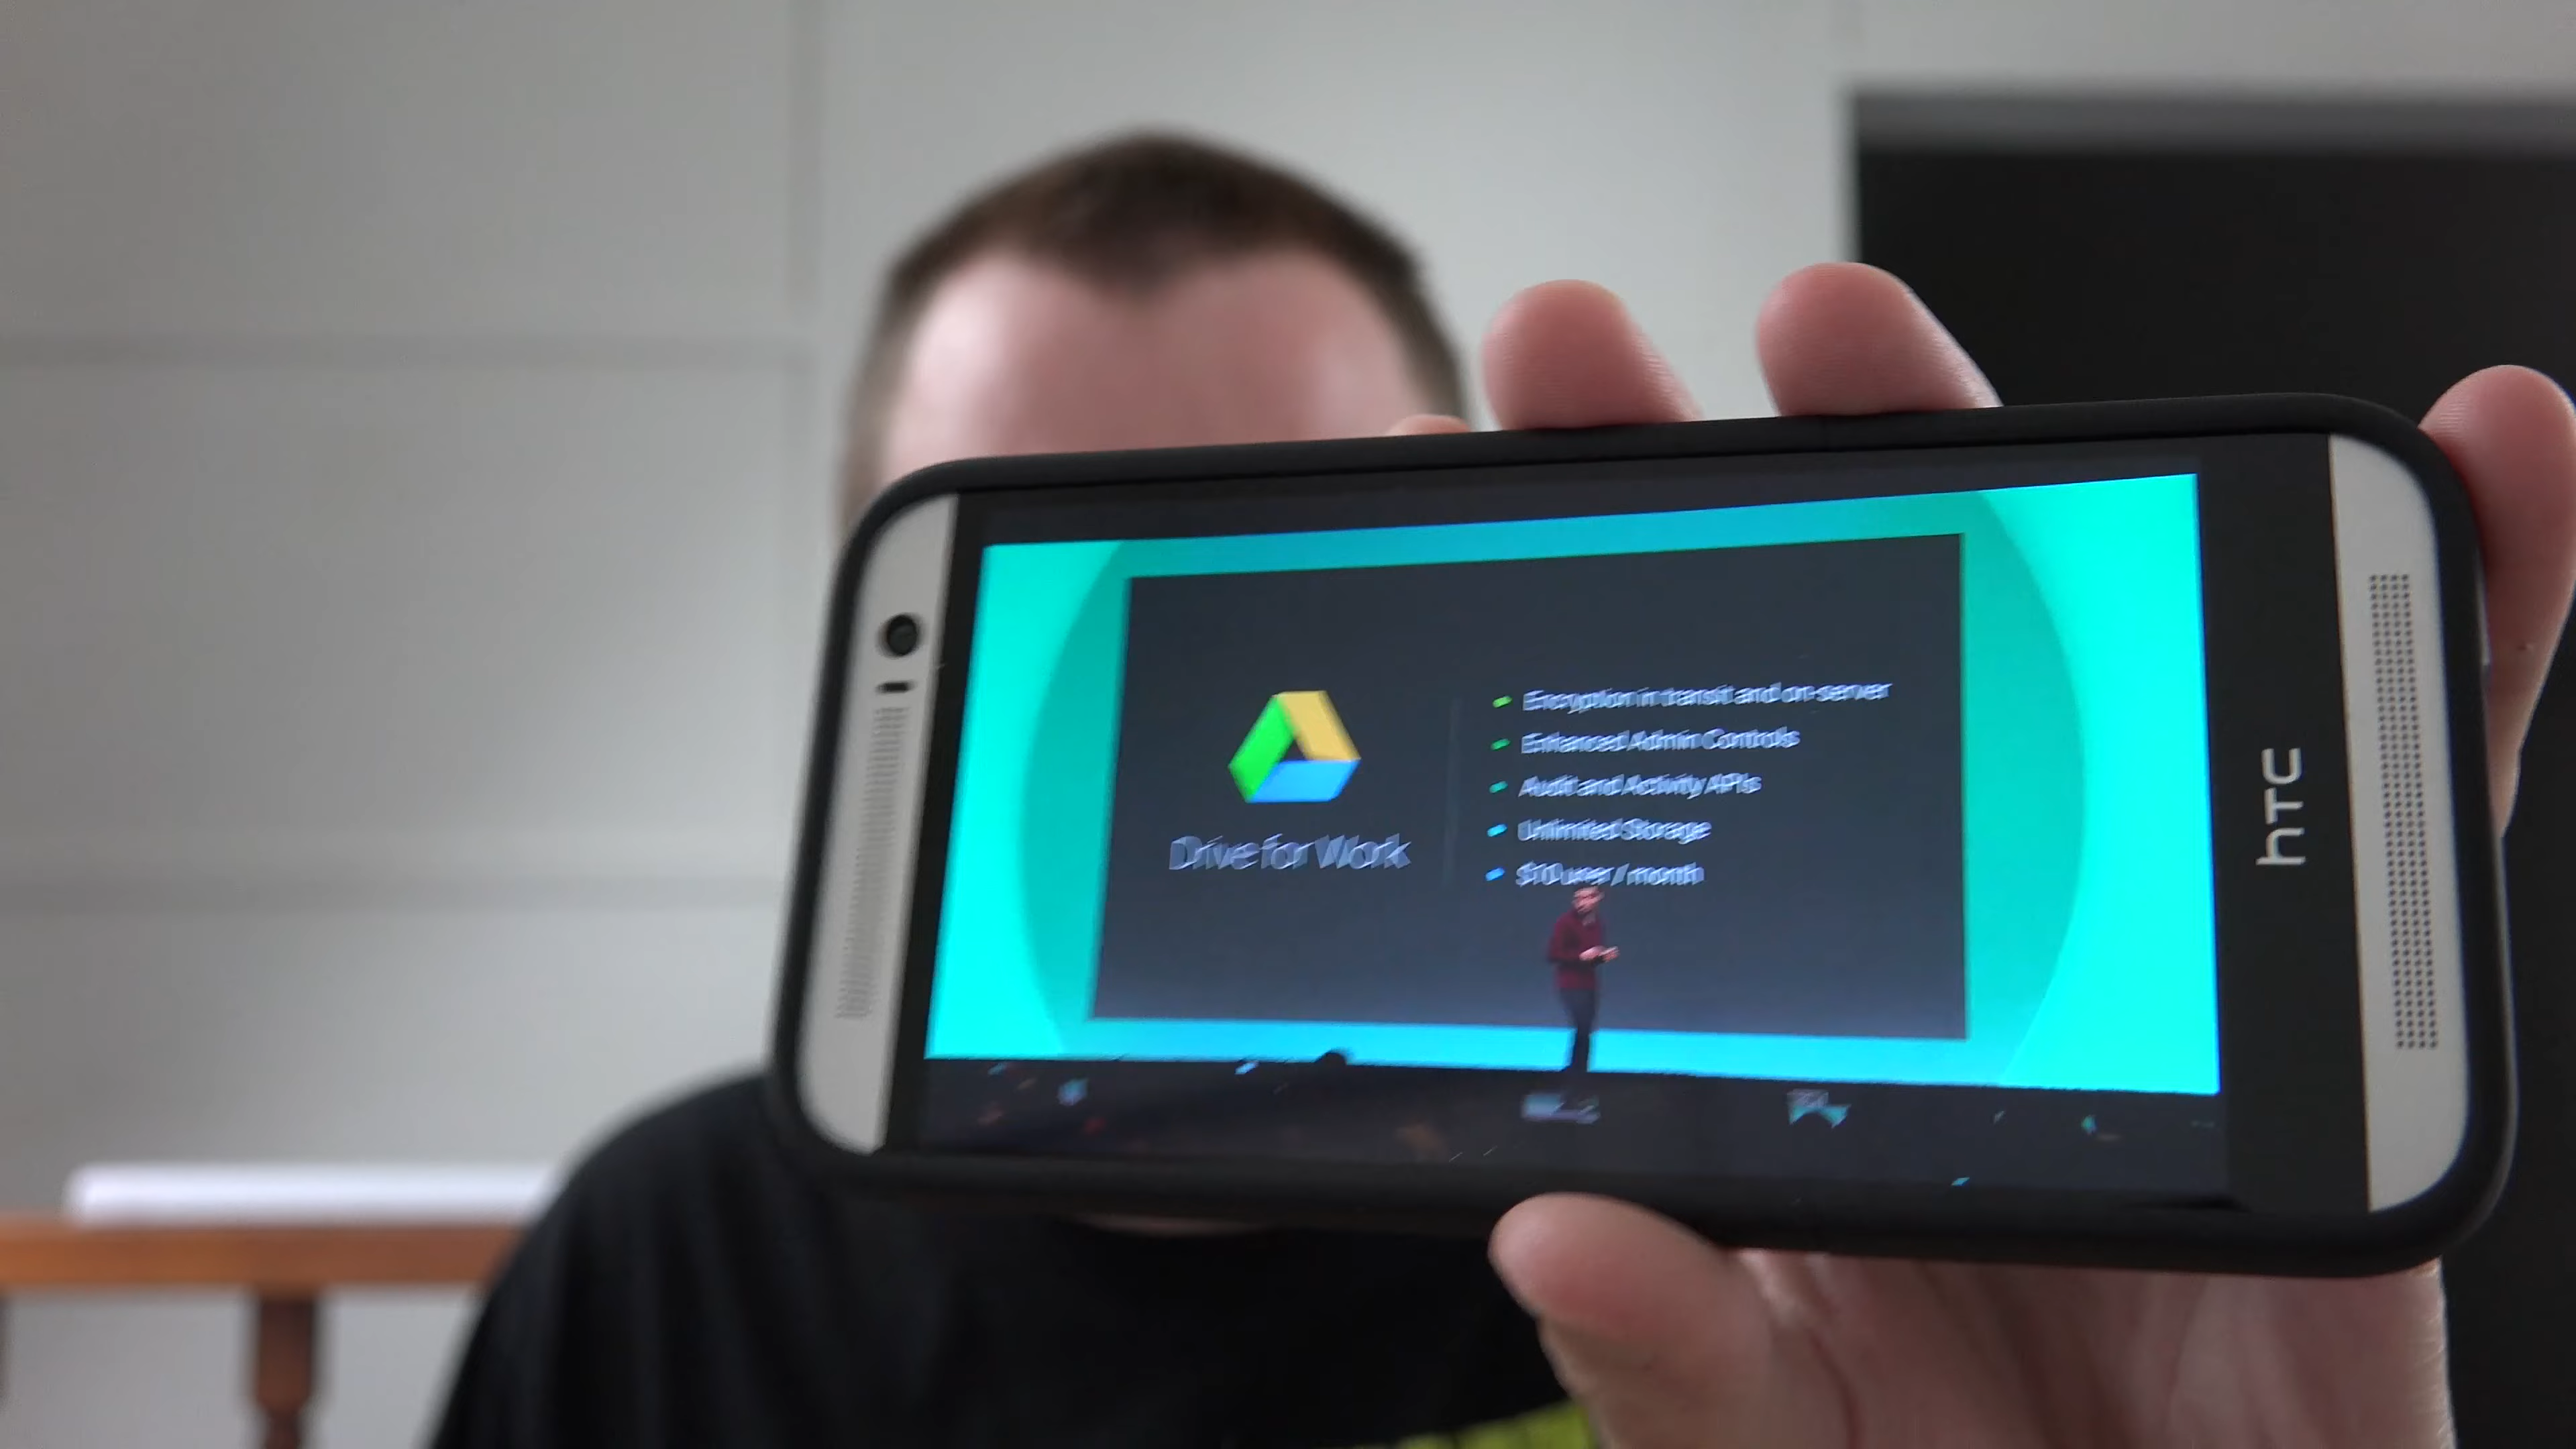 Encryption in transit and on-server
Enhanced Admin Controls
Audit and Activity APIs
Unlimited Storage
$10 user / month
Drive for Work
hTC